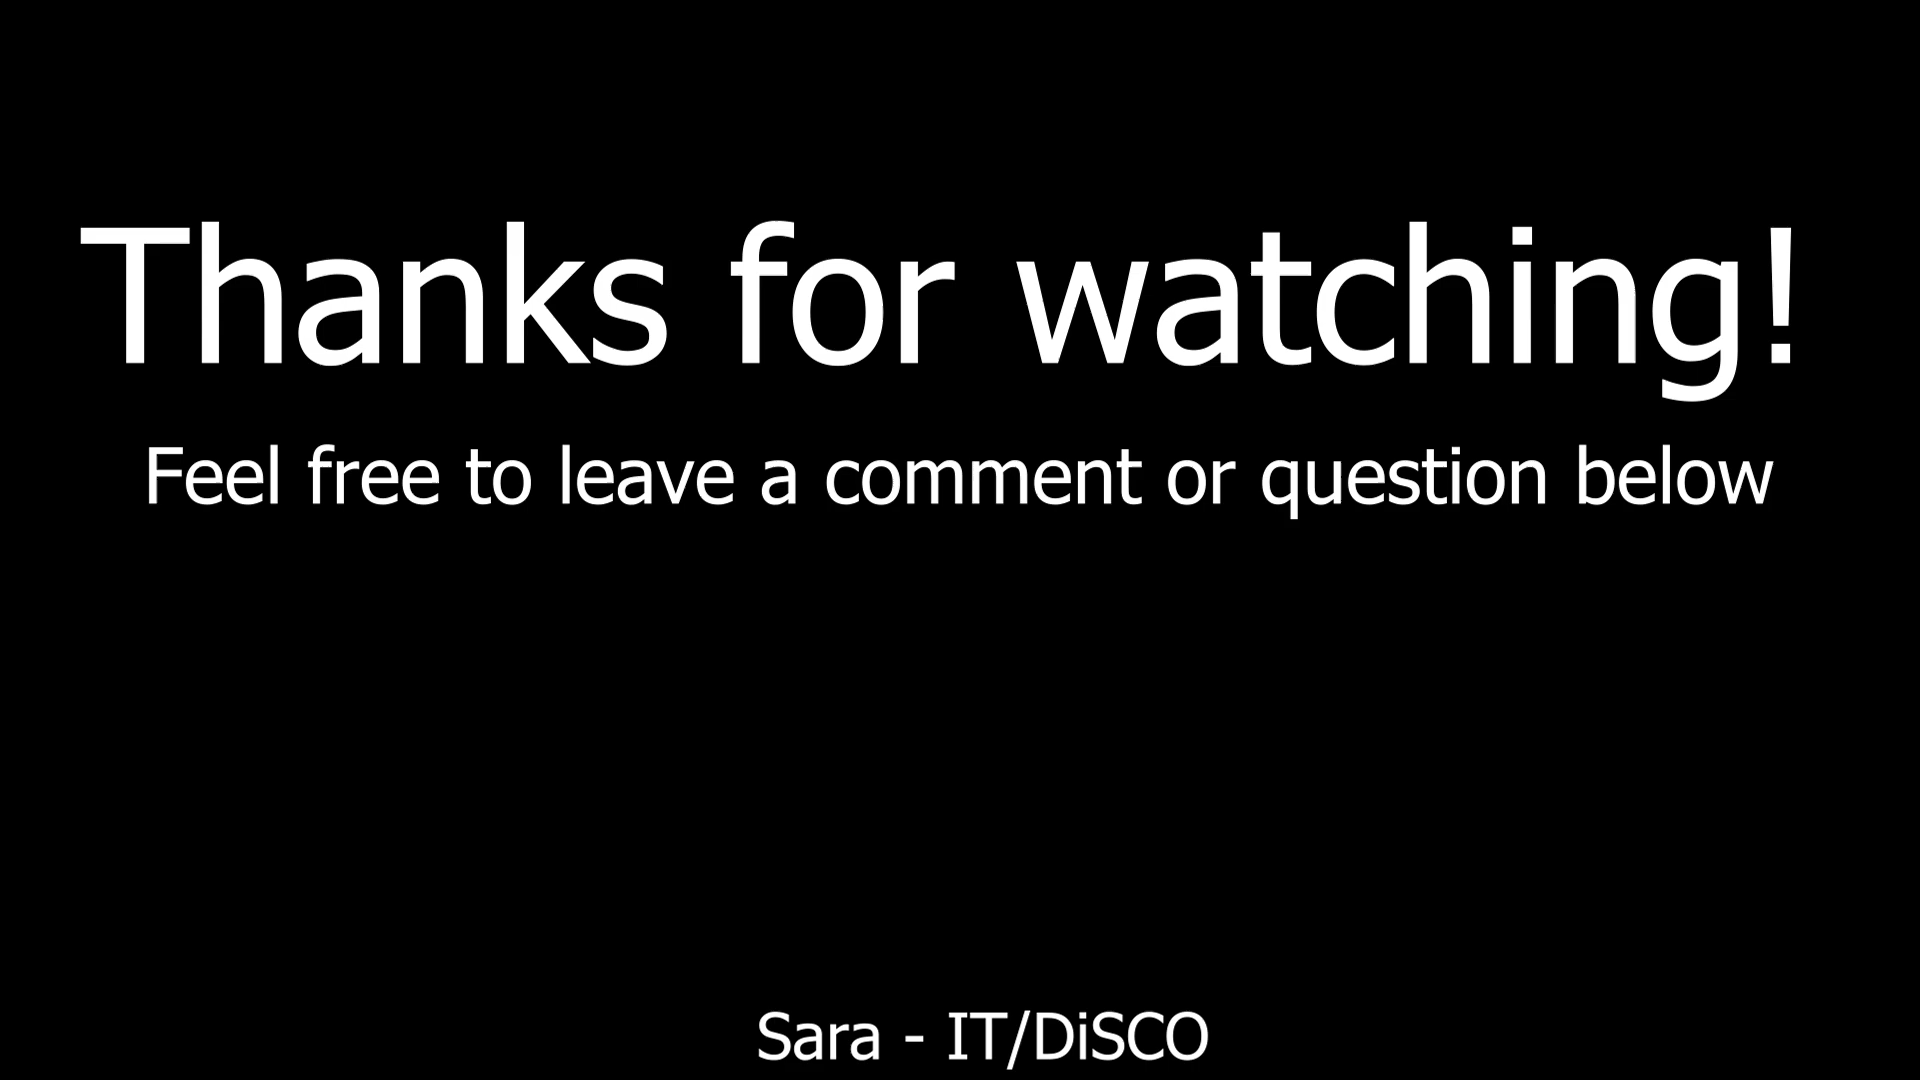 Thanks for watching!
Feel free to leave a comment or question below
Sara - IT/DiSCO